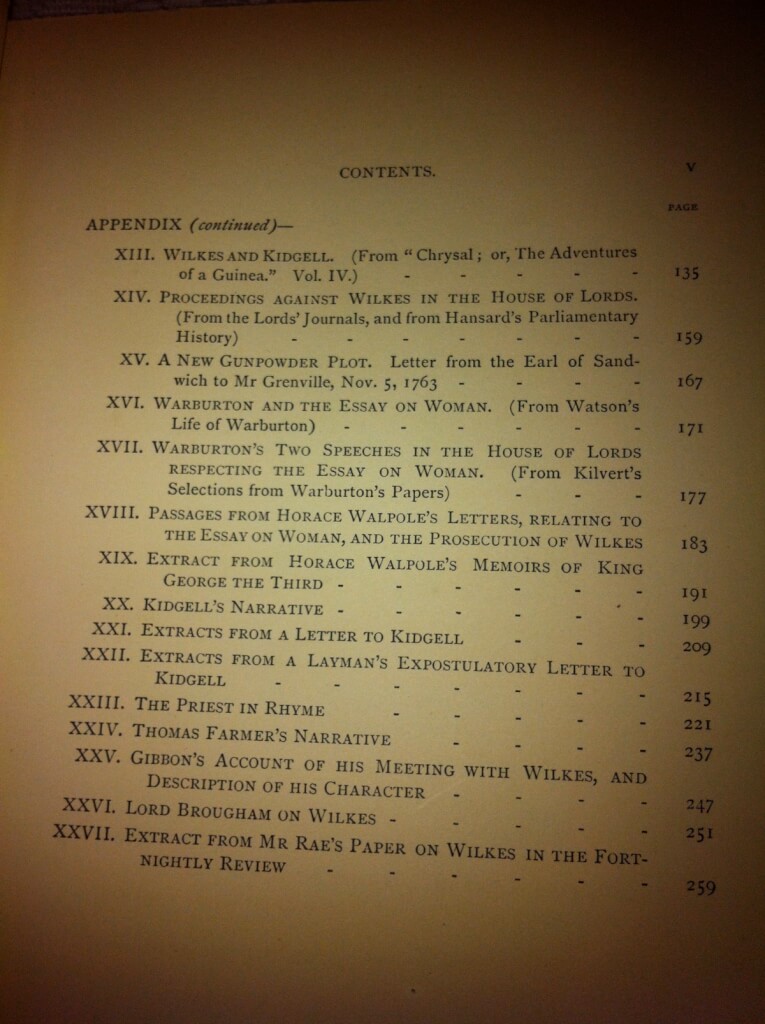 CONTENTS. V
PAGE
APPENDIX (continued)—
XIII. WILKES AND KIDGELL. (From "Chrysal; or, The Adventures
of a Guinea." Vol. IV.) - - - - - 135
XIV. PROCEEDINGS AGAINST WILKES IN THE HOUSE OF LORDS.
(From the Lords' Journals, and from Hansard's Parliamentary
History) - - - - - - - 159
XV. A NEW GUNPOWDER PLOT. Letter from the Earl of Sand-
wich to Mr Grenville, Nov. 5, 1763 - - - - 167
XVI. WARBURTON AND THE ESSAY ON WOMAN. (From Watson's
Life of Warburton) - - - - - - 171
XVII. WARBURTON'S TWO SPEECHES IN THE HOUSE OF LORDS
RESPECTING THE ESSAY ON WOMAN. (From Kilvert's
Selections from Warburton's Papers) - - - 177
XVIII. PASSAGES FROM HORACE WALPOLE'S LETTERS, RELATING TO
THE ESSAY ON WOMAN, AND THE PROSECUTION OF WILKES 183
XIX. EXTRACT FROM HORACE WALPOLE'S MEMOIRS OF KING
GEORGE THE THIRD - - - - - - 191
XX. KIDGELL'S NARRATIVE - - - - - - 199
XXI. EXTRACTS FROM A LETTER TO KIDGELL - - - 209
XXII. EXTRACTS FROM A LAYMAN'S EXPOSTULATORY LETTER TO
KIDGELL - - - - - - - 215
XXIII. THE PRIEST IN RHYME - - - - - 221
XXIV. THOMAS FARMER'S NARRATIVE - - - - 237
XXV. GIBBON'S ACCOUNT OF HIS MEETING WITH WILKES, AND
DESCRIPTION OF HIS CHARACTER - - - - 247
XXVI. LORD BROUGHAM ON WILKES - - - - - 251
XXVII. EXTRACT FROM MR RAE'S PAPER ON WILKES IN THE FORT-
NIGHTLY REVIEW - - - - - - 259